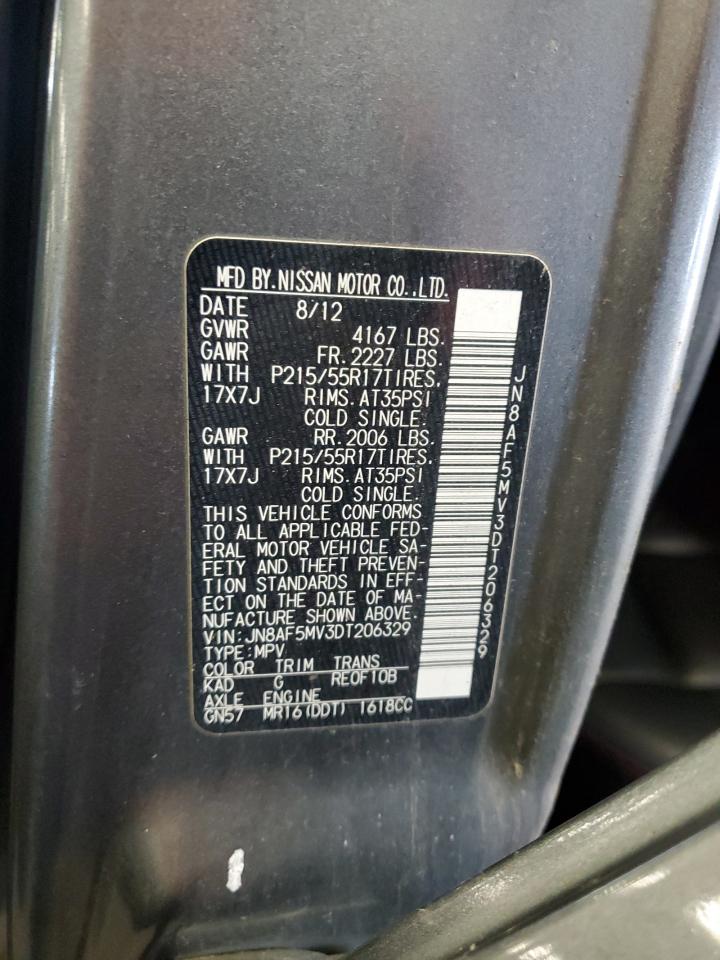 MFD BY.NISSAN MOTOR CO.,LTD.
DATE 8/12
GVWR 4167 LBS.
GAWR FR. 2227 LBS.
WITH P215/55R17TIRES,
17X7J RIMS. AT35PSI
COLD SINGLE.
GAWR RR. 2006 LBS.
WITH P215/55R17TIRES,
17X7J RIMS. AT35PSI
COLD SINGLE.
THIS VEHICLE CONFORMS
TO ALL APPLICABLE FED-
ERAL MOTOR VEHICLE SA-
FETY AND THEFT PREVEN-
TION STANDARDS IN EFF-
ECT ON THE DATE OF MA-
NUFACTURE SHOWN ABOVE.
VIN:JN8AF5MV3DT206329
TYPE:MPV
COLOR TRIM TRANS
KAD G RE0F10B
AXLE ENGINE
GN57 MR16(DDT) 1618CC
JN8AF5MV3DT206329